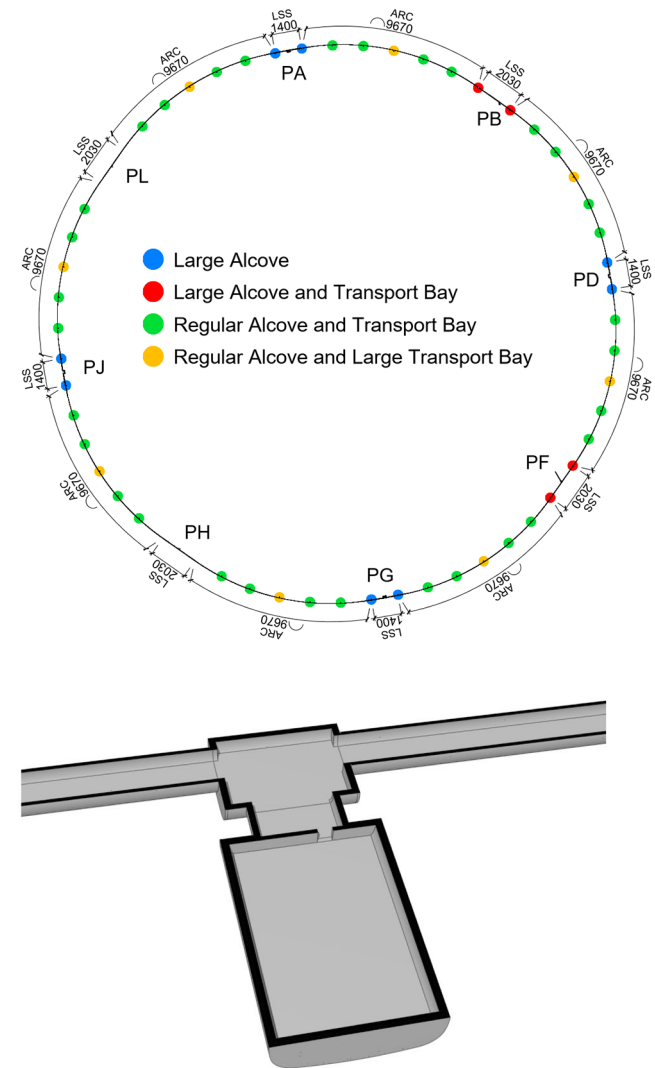 LSS
1400
ARC
9670
PA
LSS
2030
PB
ARC
9670
LSS
1400
PD
ARC
9670
PF
LSS
2030
ARC
9670
PG
LSS
1400
ARC
9670
PH
LSS
2030
ARC
9670
PJ
LSS
1400
ARC
9670
PL
LSS
2030
ARC
9670
Large Alcove
Large Alcove and Transport Bay
Regular Alcove and Transport Bay
Regular Alcove and Large Transport Bay